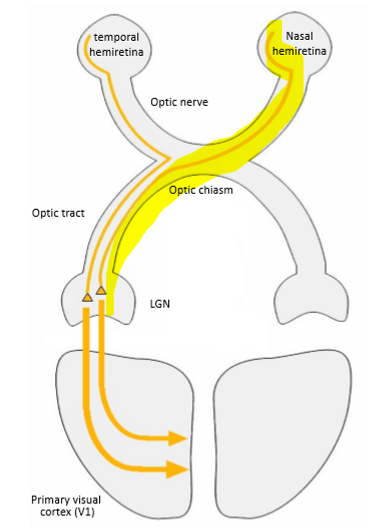 temporal
hemiretina
Nasal
hemiretina
Optic nerve
Optic chiasm
Optic tract
LGN
Primary visual
cortex (V1)